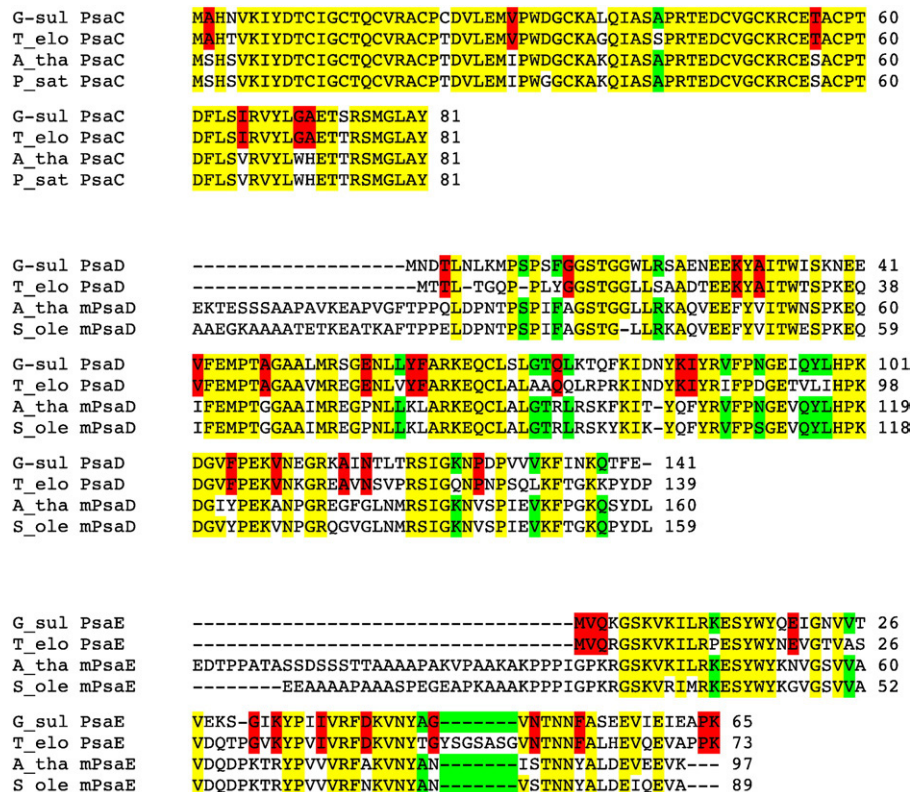 G-sul PsaC MAHNVKIYDTCIGCTQCVRACPCDVLEMVPWDGCKALQIASAPRTEDCVGCKRCETACPT 60
T_elo PsaC MAHTVKIYDTCIGCTQCVRACPTDVLEMVPWDGCKAGQIASSPRTEDCVGCKRCETACPT 60
A_tha PsaC MSHSVKIYDTCIGCTQCVRACPTDVLEMIPWDGCKAKQIASAPRTEDCVGCKRCESACPT 60
P_sat PsaC MSHSVKIYDTCIGCTQCVRACPTDVLEMIPWGGCKAKQIASAPRTEDCVGCKRCESACPT 60
G-sul PsaC DFLSIRVYLGAETSRSMGLAY 81
T_elo PsaC DFLSIRVYLGAETTRSMGLAY 81
A_tha PsaC DFLSVRVYLWHETTRSMGLAY 81
P_sat PsaC DFLSVRVYLWHETTRSMGLAY 81
G-sul PsaD -----------------MNDTLNLKMPSPSFGGSTGGWLRSAENEEKYAITWISKNEE 41
T_elo PsaD -----------------MTTL-TGQP-PLYGGSTGGLLSAADTEEKYAITWTSPKEQ 38
A_tha mPsaD EKTESSSAAPAVKEAPVGFTPPQLDPNTPSPIFAGSTGGLLRKAQVEEFYVITWNSPKEQ 60
S_ole mPsaD AAEGKAAAATETKEATKAFTPPELDPNTPSPIFAGSTG-LLRKAQVEEFYVITWESPKEQ 59
G-sul PsaD VFEMPTAGAALMRSGENLLYFARKEQCLSLGTQLKTQFKIDNYKIYRVFPNGEIQYLHPK 101
T_elo PsaD VFEMPTAGAAVMREGENLVYFARKEQCLALAAQQLRPRKINDYKIYRIFPDGETVLIHPK 98
A_tha mPsaD IFEMPTGGAAIMREGPNLLKLARKEQCLALGTRLRSKFKIT-YQFYRVFPNGEVQYLHPK 119
S_ole mPsaD IFEMPTGGAAIMREGPNLLKLARKEQCLALGTRLRSKYKIK-YQFYRVFPSGEVQYLHPK 118
G-sul PsaD DGVFPEKVNEGRKAINTLTRSIGKNPDPVVVKFINKQTFE- 141
T_elo PsaD DGVFPEKVNKGREAVNSVPRSIGQNPNPSQLKFTGKKPYDP 139
A_tha mPsaD DGIYPEKANPGREGFGLNMRSIGKNVSPIEVKFPGKQSYDL 160
S_ole mPsaD DGVYPEKVNPGRQGVGLNMRSIGKNVSPIEVKFTGKQPYDL 159
G_sul PsaE ----------------------------------MVQKGSKVKILRKESYWYQEIGNVVT 26
T_elo PsaE ----------------------------------MVQRGSKVKILRPESYWYNEVGTVAS 26
A_tha mPsaE EDTPPATASSDSSSTTAAAAPAKVPAAKAKPPPIGPKRGSKVKILRKESYWYKNVGSVVA 60
S_ole mPsaE --------EEAAAAPAAASPEGEAPKAAAKPPPIGPKRGSKVRIMRKESYWYKGVGSVVA 52
G_sul PsaE VEKS-GIKYPIIVRFDKVNYAG-------VNTNNFASEEVIEIEAPK 65
T_elo PsaE VDQTPGVKYPVIVRFDKVNYTGYSGSASGVNTNNFALHEVQEVAPPK 73
A_tha mPsaE VDQDPKTRYPVVVRFAKVNYAN-------ISTNNYALDEVEEVK--- 97
S_ole mPsaE VDQDPKTRYPVVVRFNKVNYAN-------VSTNNYALDEVQEVA--- 89